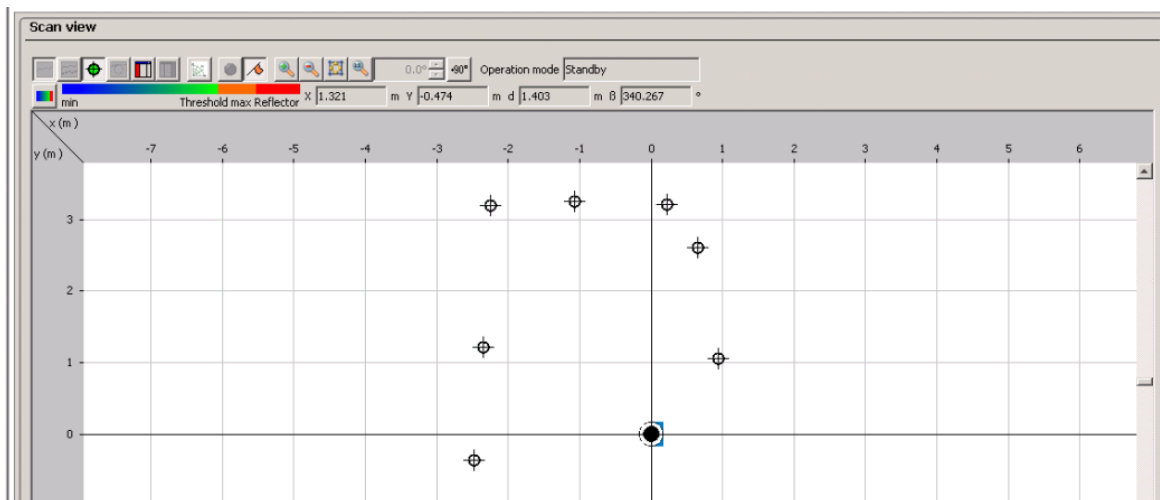 Scan view
0.0° 90° Operation mode Standby
min Threshold max Reflector X 1.321 m Y -0.474 m d 1.403 m β 340.267 °
x (m)
y (m) -7 -6 -5 -4 -3 -2 -1 0 1 2 3 4 5 6
3
2
1
0